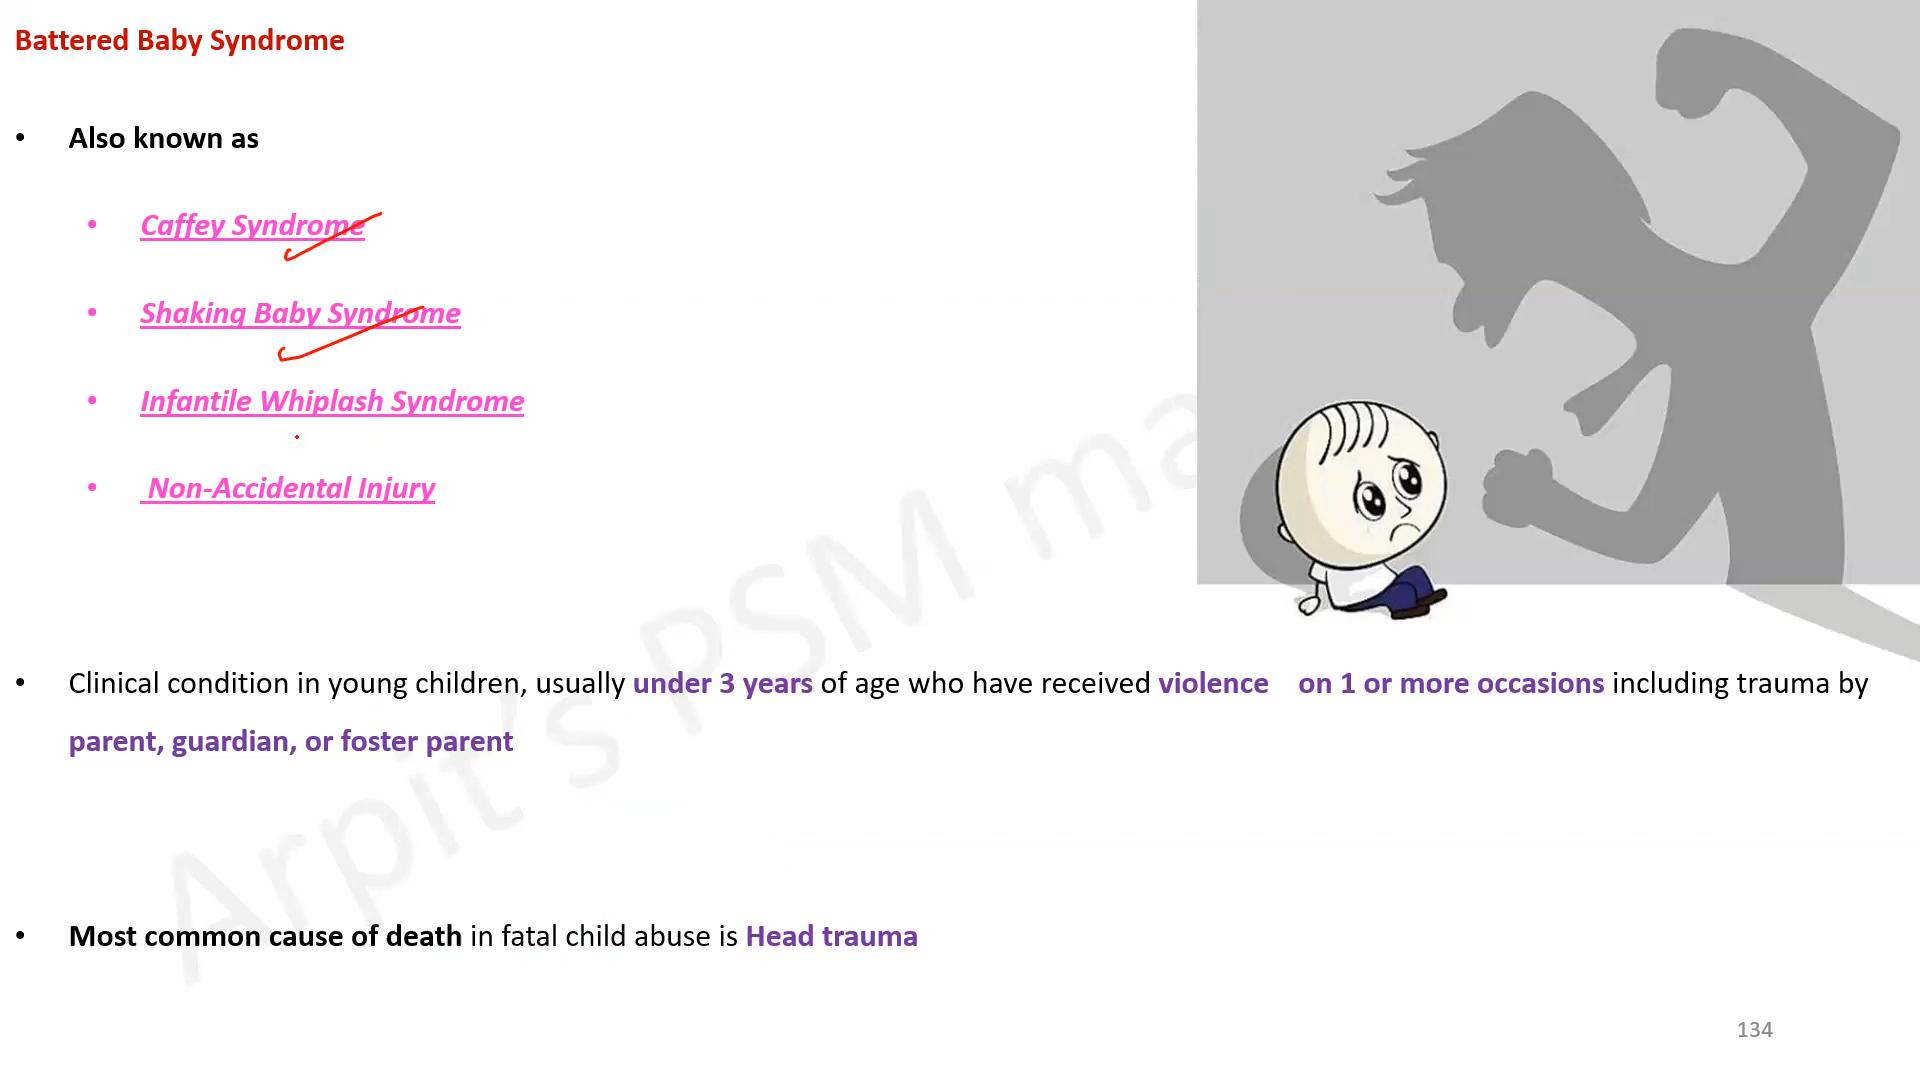 Battered Baby Syndrome
• Also known as
• Caffey Syndrome
• Shaking Baby Syndrome
• Infantile Whiplash Syndrome
• Non-Accidental Injury
• Clinical condition in young children, usually under 3 years of age who have received violence on 1 or more occasions including trauma by
parent, guardian, or foster parent
• Most common cause of death in fatal child abuse is Head trauma
Arpit's PSM ma
134